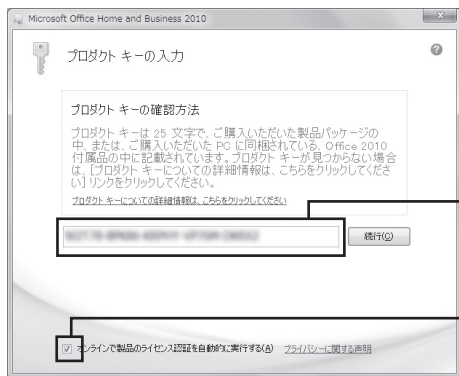 Microsoft Office Home and Business 2010
プロダクト キーの入力
プロダクト キーの確認方法
プロダクト キーは 25 文字で、ご購入いただいた製品パッケージの
中、または、ご購入いただいた PC に同梱されている、Office 2010
付属品の中に記載されています。プロダクト キーが見つからない場合
は、[プロダクト キーについての詳細情報は、こちらをクリックしてくださ
い] リンクをクリックしてください。
プロダクト キーについての詳細情報は、こちらをクリックしてください
続行(C)
オンラインで製品のライセンス認証を自動的に実行する(A) プライバシーに関する声明